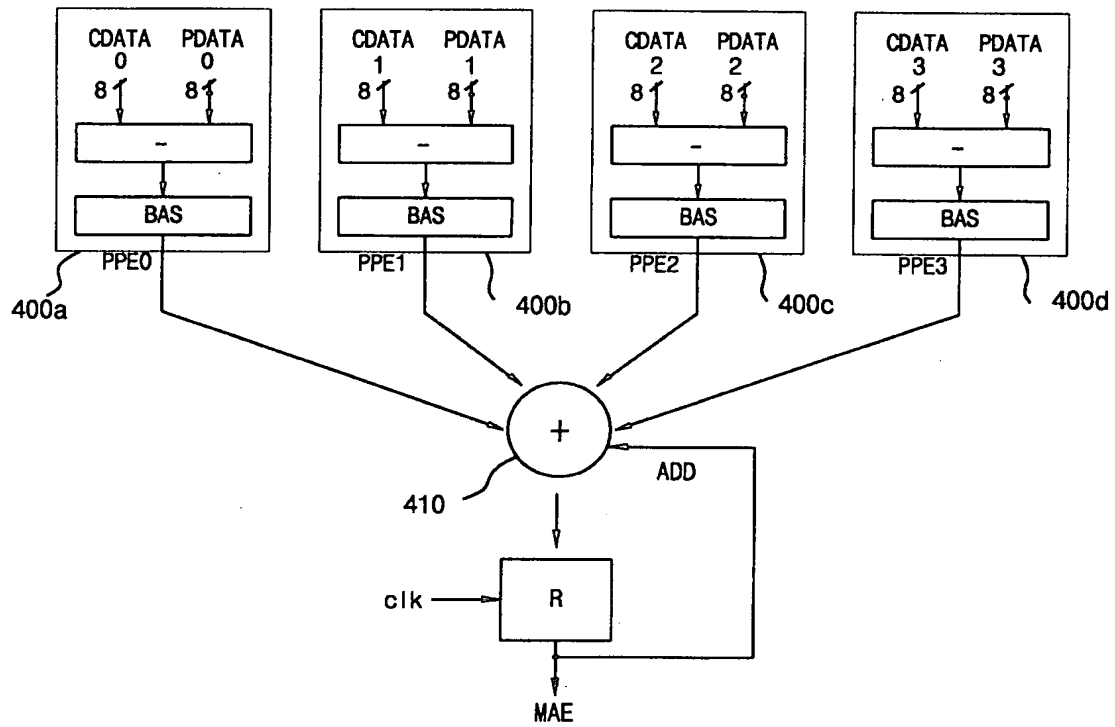 CDATA PDATA
0 0
8 8
-
BAS
PPE0
400a
CDATA PDATA
1 1
8 8
-
BAS
PPE1
400b
CDATA PDATA
2 2
8 8
-
BAS
PPE2
400c
CDATA PDATA
3 3
8 8
-
BAS
PPE3
400d
+
410
ADD
clk
R
MAE